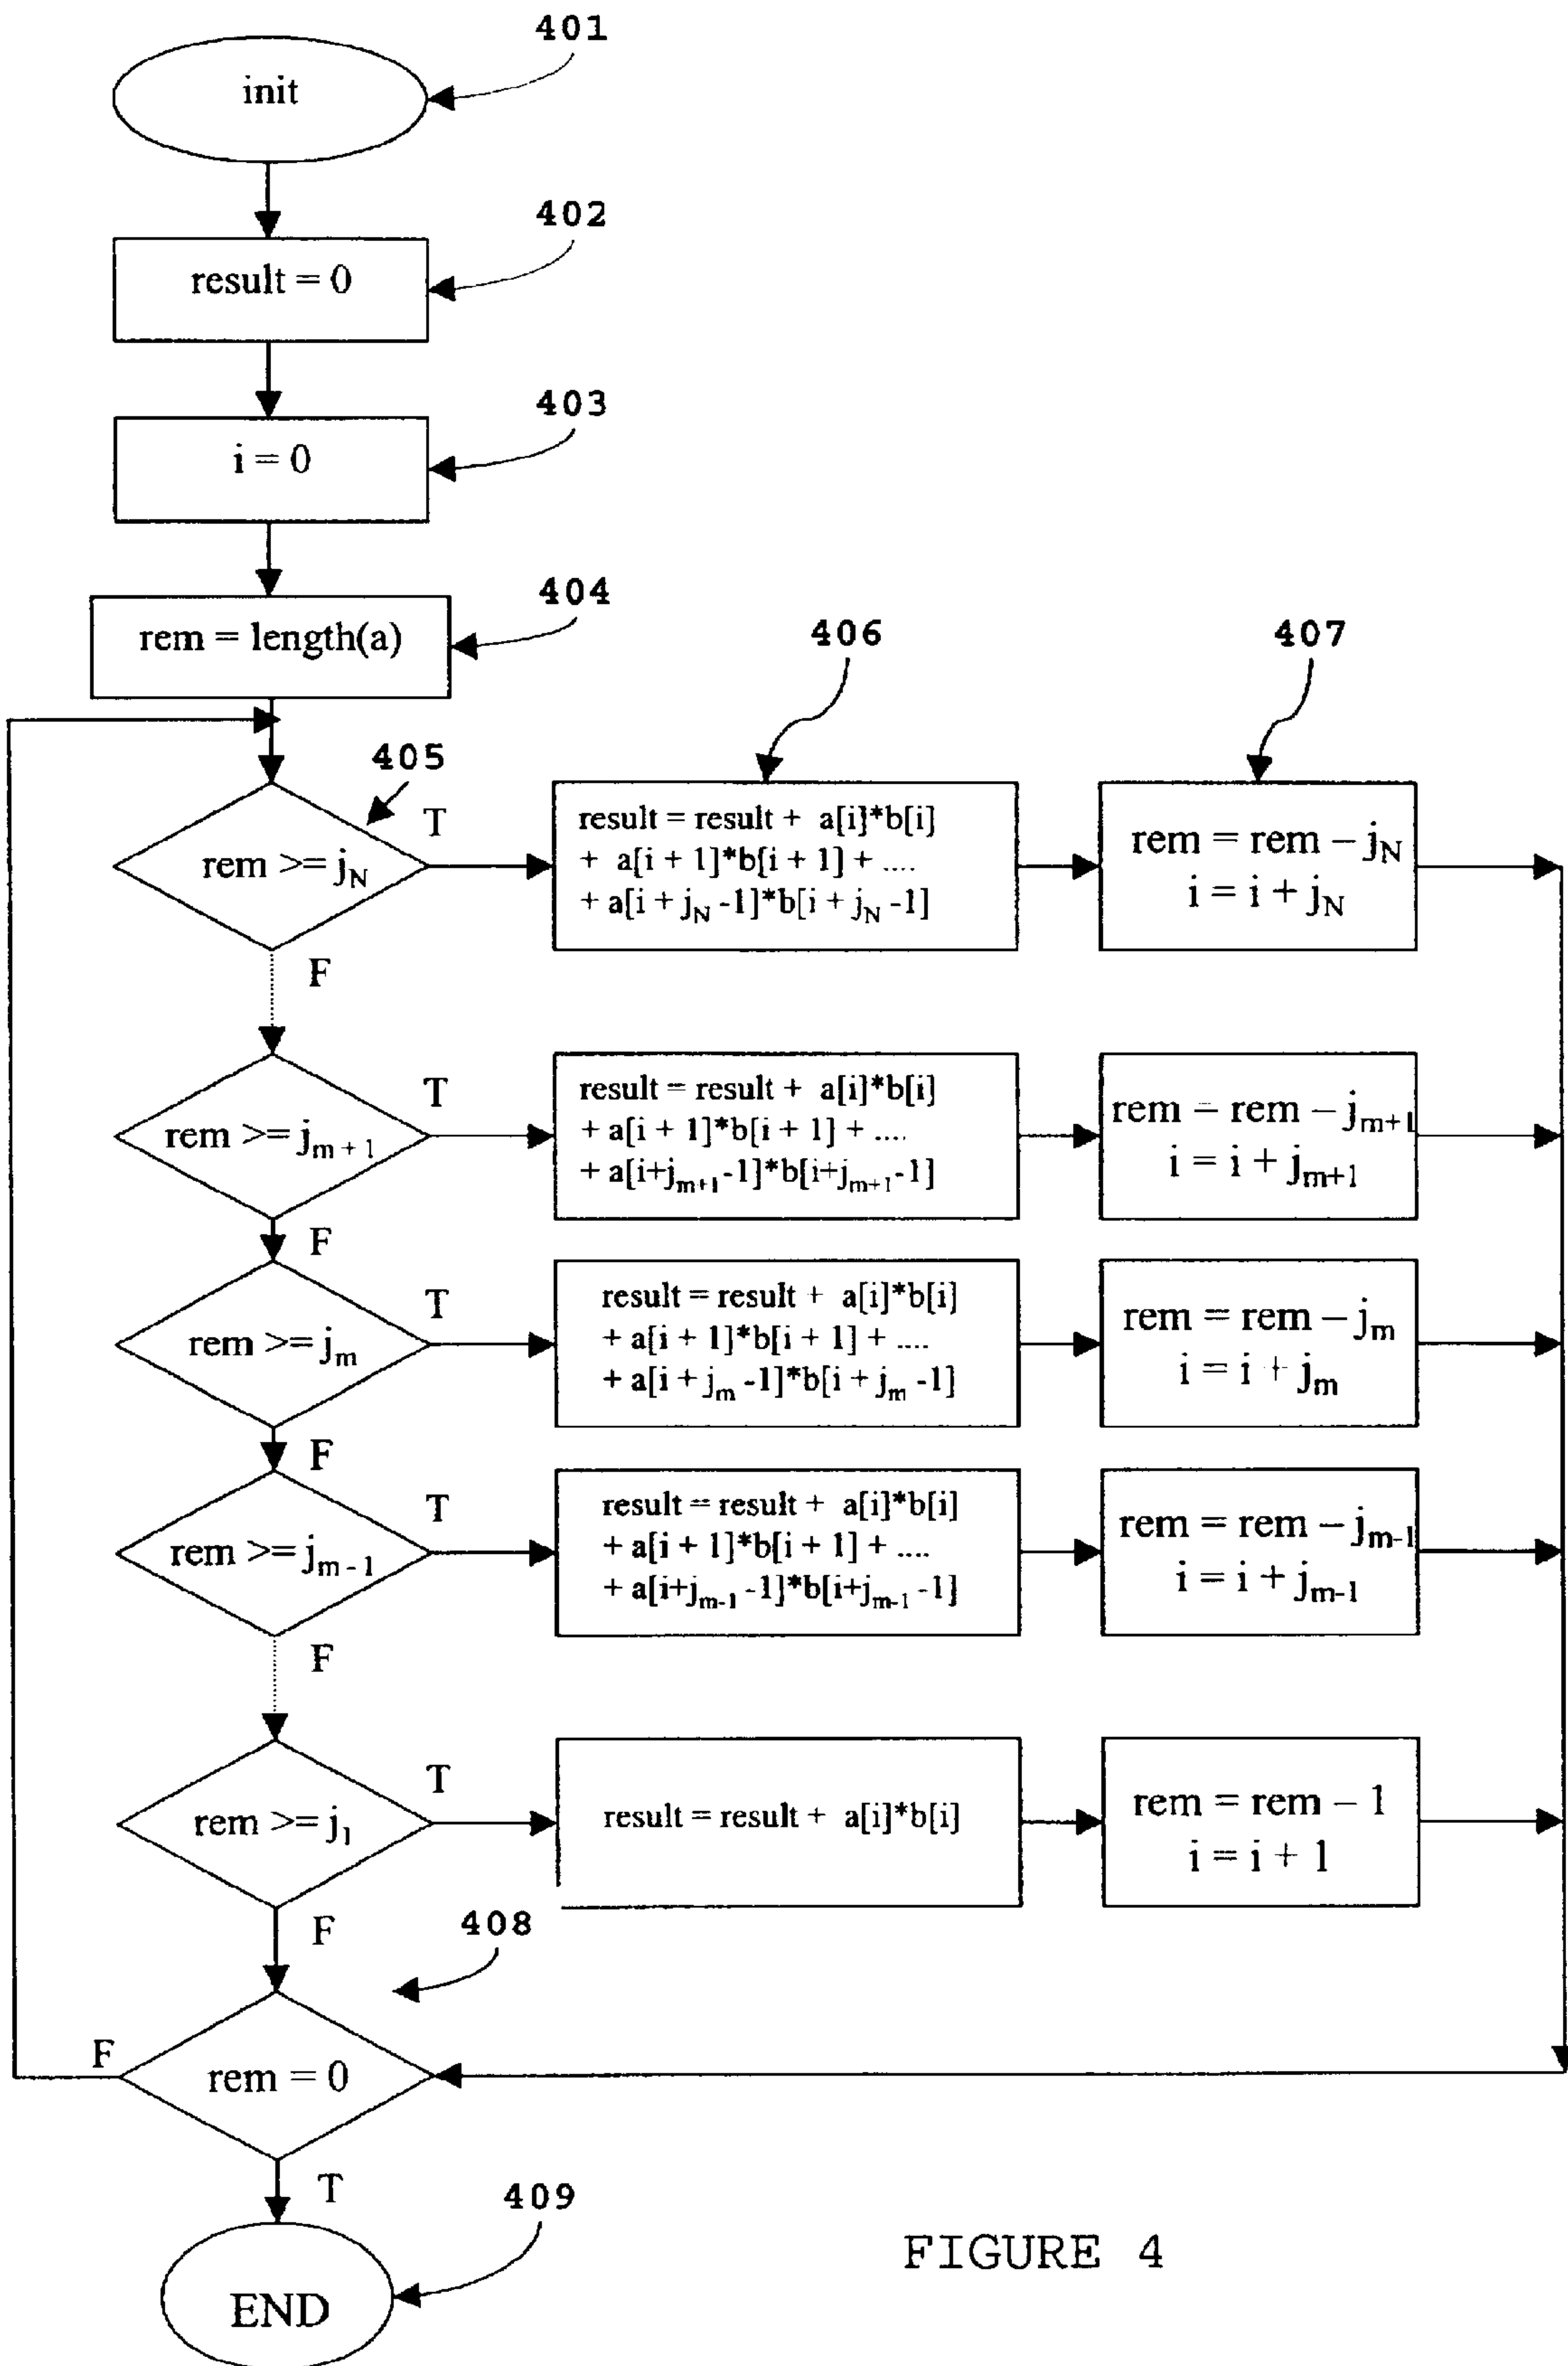 401
init
402
result = 0
403
i = 0
404
rem = length(a)
406
407
405
rem >= jN
T
result = result + a[i]*b[i]
+ a[i + 1]*b[i + 1] + ....
+ a[i + jN -1]*b[i + jN -1]
rem = rem – jN
i = i + jN
F
rem >= jm+1
T
result = result + a[i]*b[i]
+ a[i + 1]*b[i + 1] + ....
+ a[i+jm+1-1]*b[i+jm+1-1]
rem = rem – jm+1
i = i + jm+1
F
rem >= jm
T
result = result + a[i]*b[i]
+ a[i + 1]*b[i + 1] + ....
+ a[i + jm -1]*b[i + jm -1]
rem = rem – jm
i = i + jm
F
rem >= jm-1
T
result = result + a[i]*b[i]
+ a[i + 1]*b[i + 1] + ....
+ a[i+jm-1 -1]*b[i+jm-1 -1]
rem = rem – jm-1
i = i + jm-1
F
rem >= j1
T
result = result + a[i]*b[i]
rem = rem – 1
i = i + 1
F
408
F
rem = 0
T
409
END
FIGURE 4